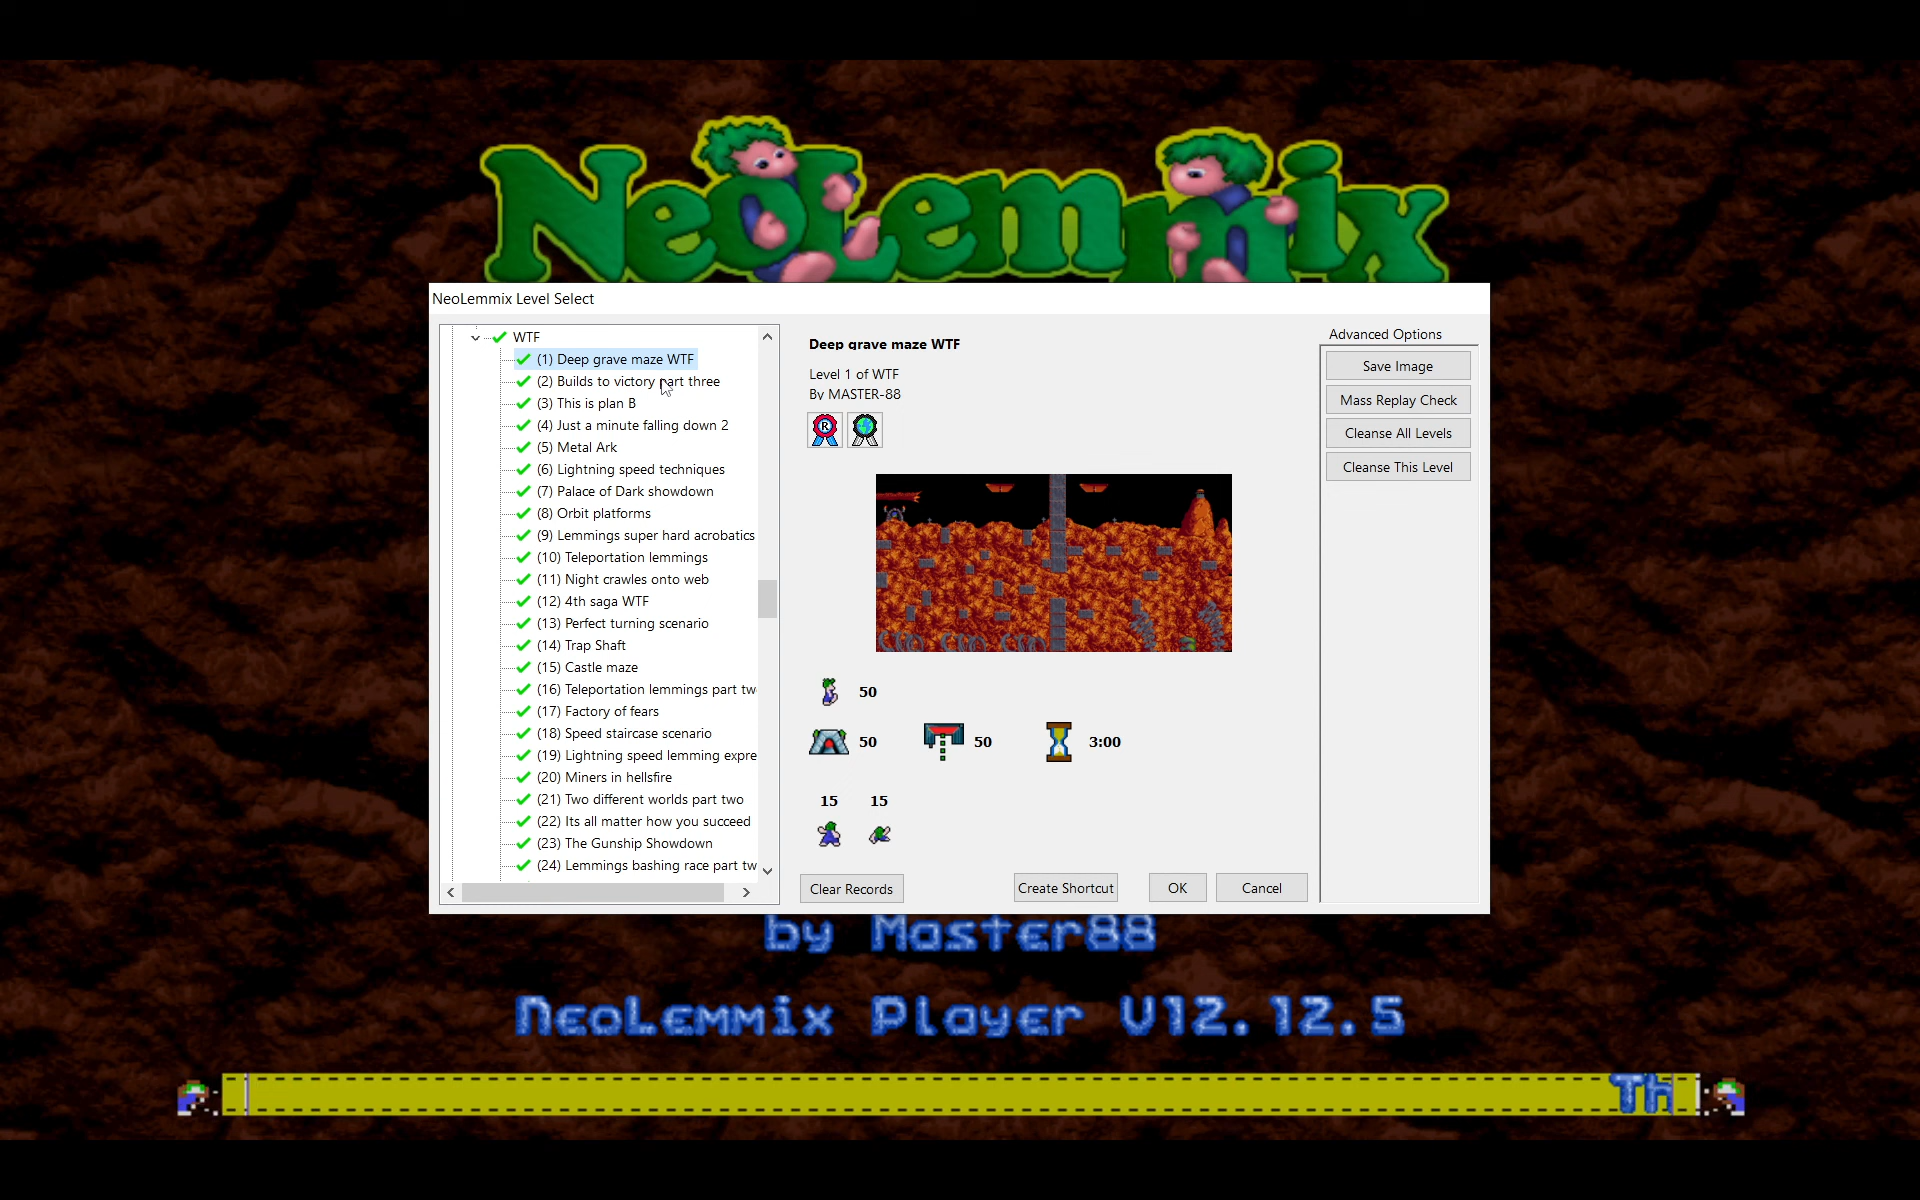 NeoLemmix
NeoLemmix Level Select
WTF
(1) Deep grave maze WTF
(2) Builds to victory part three
(3) This is plan B
(4) Just a minute falling down 2
(5) Metal Ark
(6) Lightning speed techniques
(7) Palace of Dark showdown
(8) Orbit platforms
(9) Lemmings super hard acrobatics
(10) Teleportation lemmings
(11) Night crawles onto web
(12) 4th saga WTF
(13) Perfect turning scenario
(14) Trap Shaft
(15) Castle maze
(16) Teleportation lemmings part tw
(17) Factory of fears
(18) Speed staircase scenario
(19) Lightning speed lemming expre
(20) Miners in hellsfire
(21) Two different worlds part two
(22) Its all matter how you succeed
(23) The Gunship Showdown
(24) Lemmings bashing race part tw
Deep grave maze WTF
Level 1 of WTF
By MASTER-88
R
50
50 50 3:00
15 15
Clear Records Create Shortcut OK Cancel
Advanced Options
Save Image
Mass Replay Check
Cleanse All Levels
Cleanse This Level
by Master88
NeoLemmix Player V12.12.5
Th